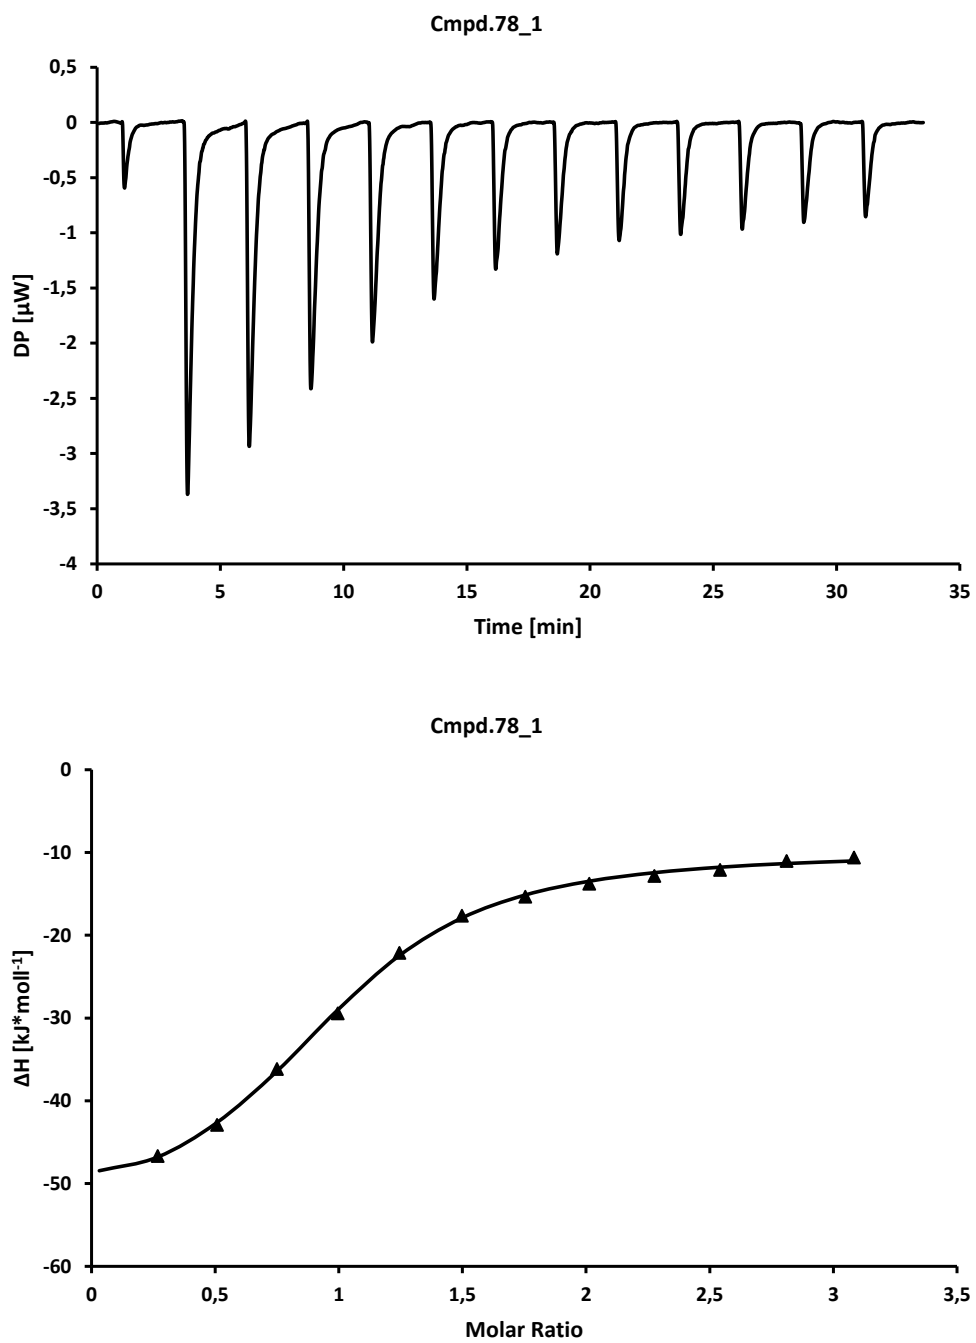 Cmpd.78_1
0,5
0
-0,5
-1
-1,5
-2
-2,5
-3
-3,5
-4
DP [µW]
0 5 10 15 20 25 30 35
Time [min]
Cmpd.78_1
0
-10
-20
-30
-40
-50
-60
ΔH [kJ*moll⁻¹]
0 0,5 1 1,5 2 2,5 3 3,5
Molar Ratio